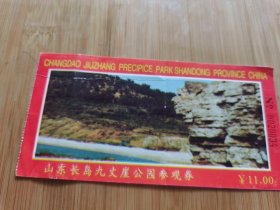 CHANGDAO JIUZHANG PRECIPICE PARK SHANDONG PROVINCE CHINA
山东长岛九丈崖公园参观券
￥11.00